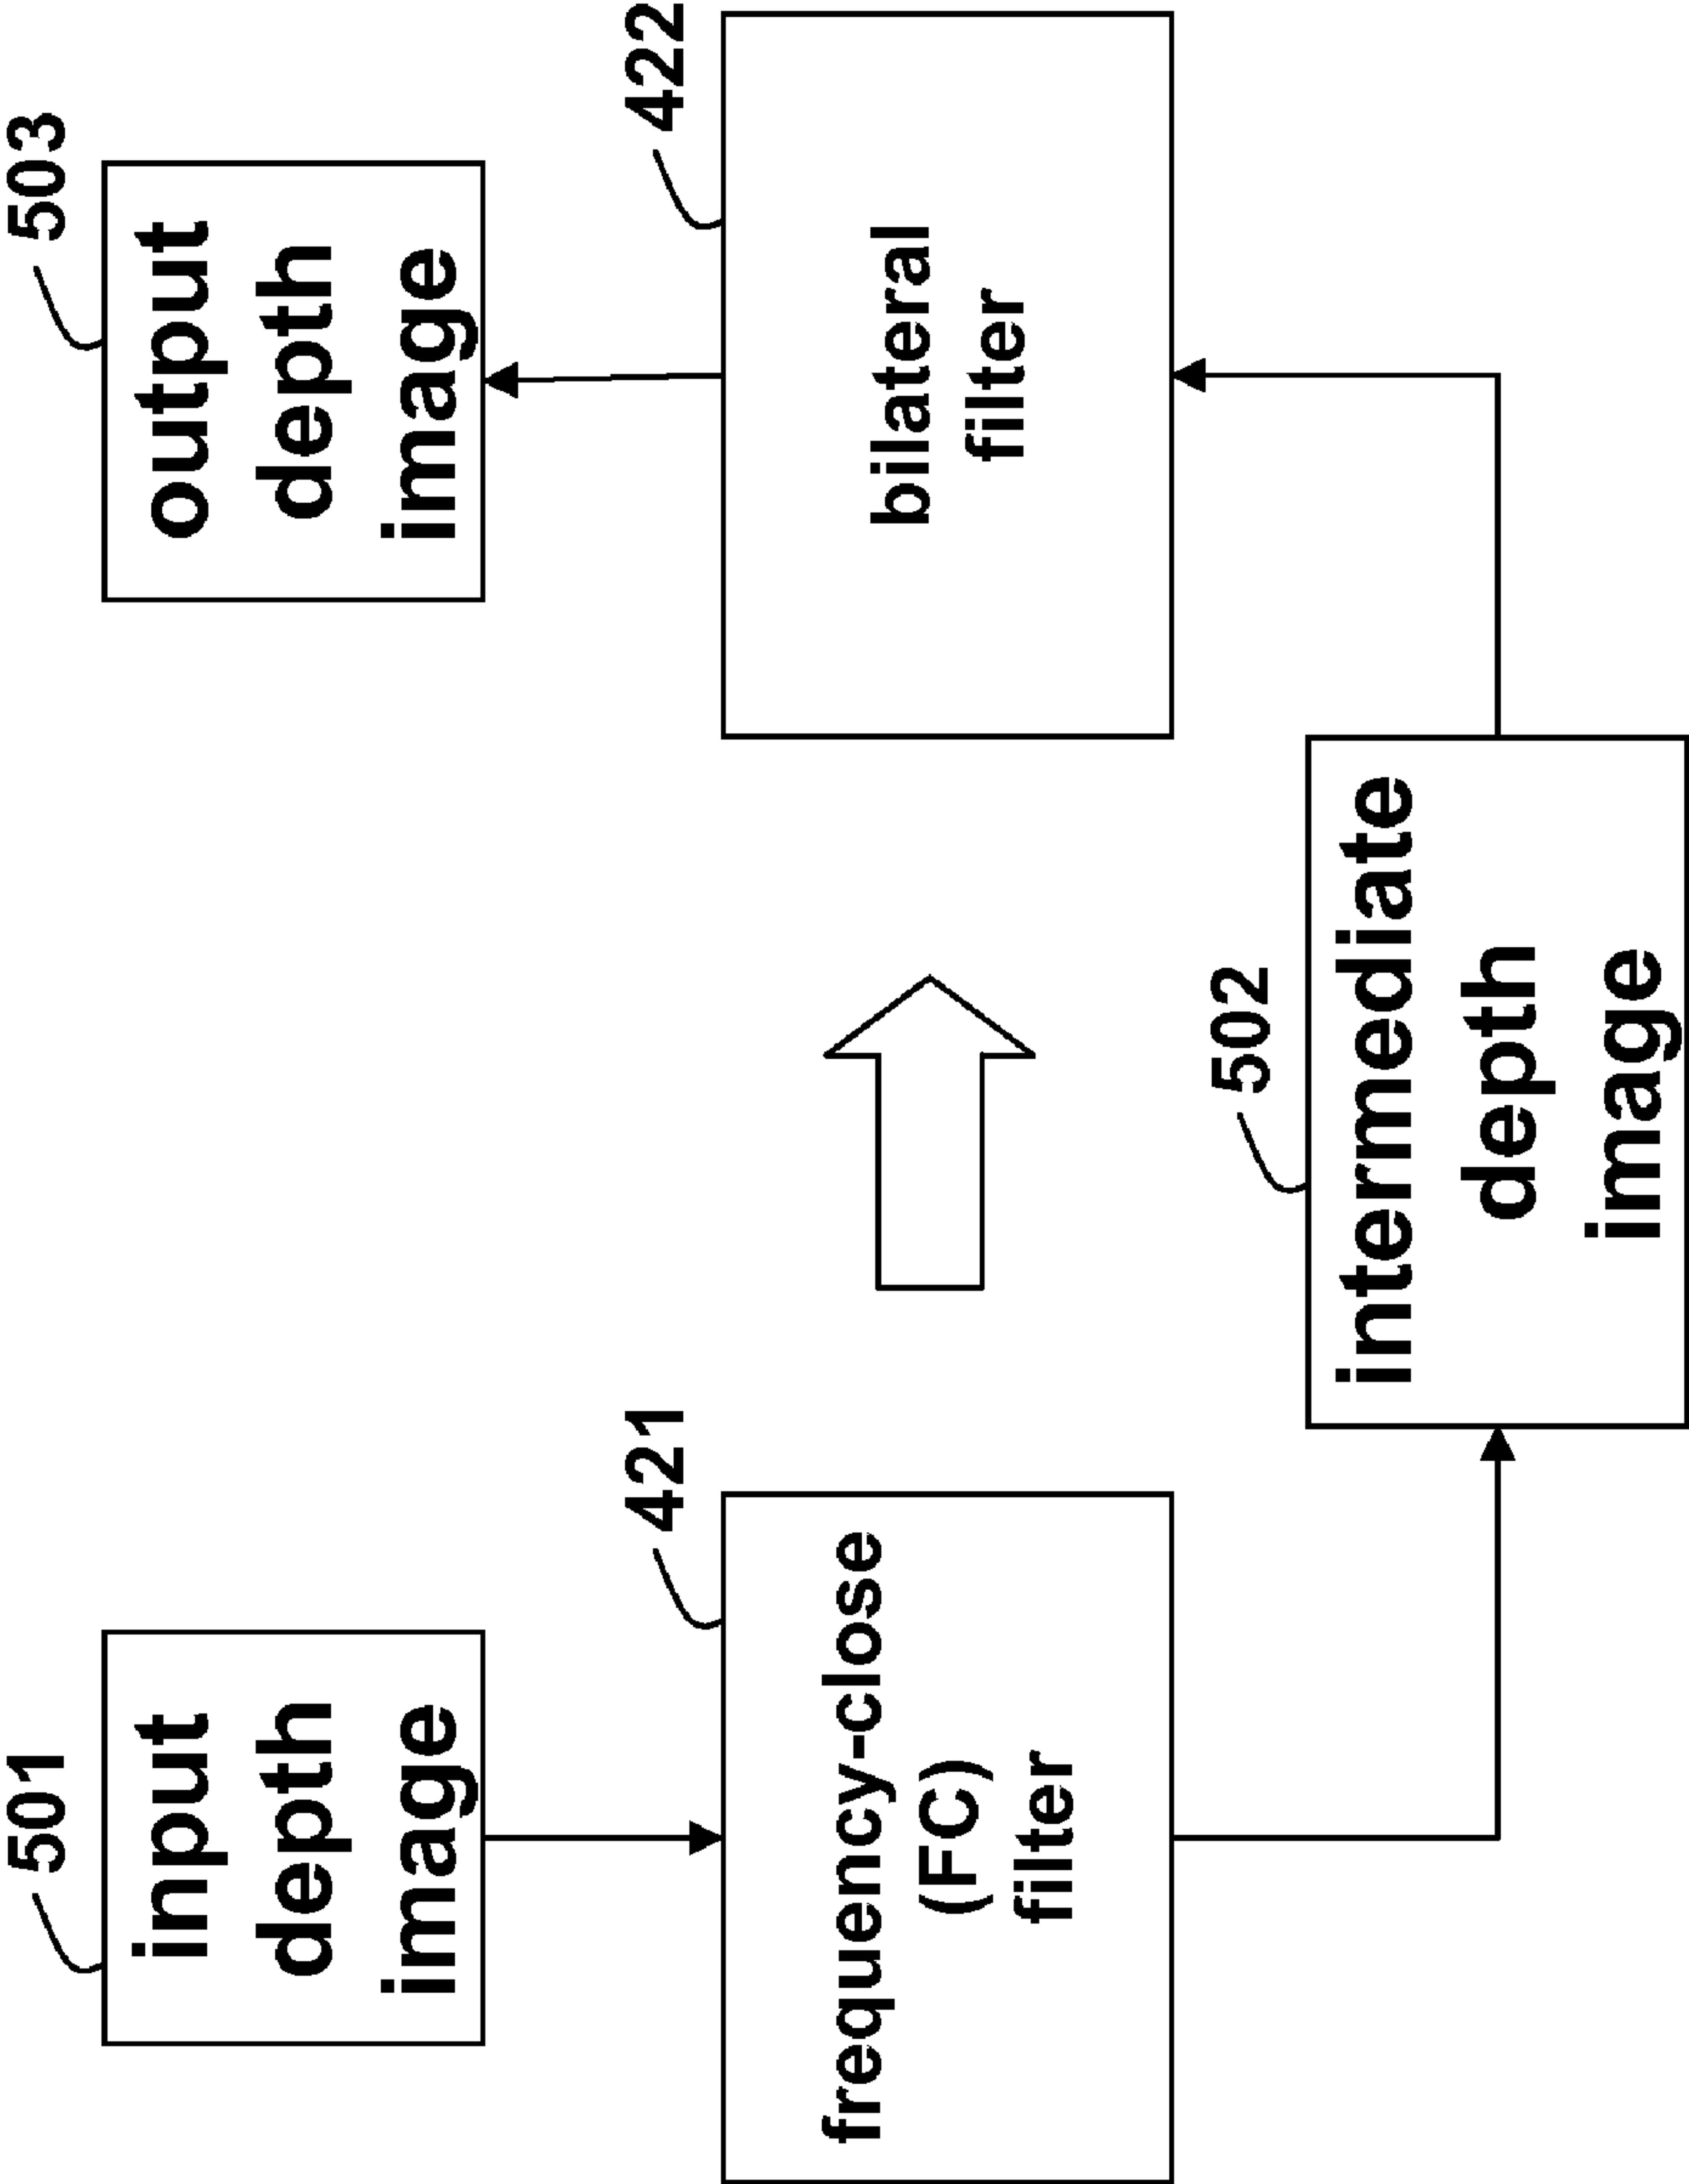 501
input
depth
image
421
frequency-close
(FC)
filter
502
intermediate
depth
image
422
bilateral
filter
503
output
depth
image